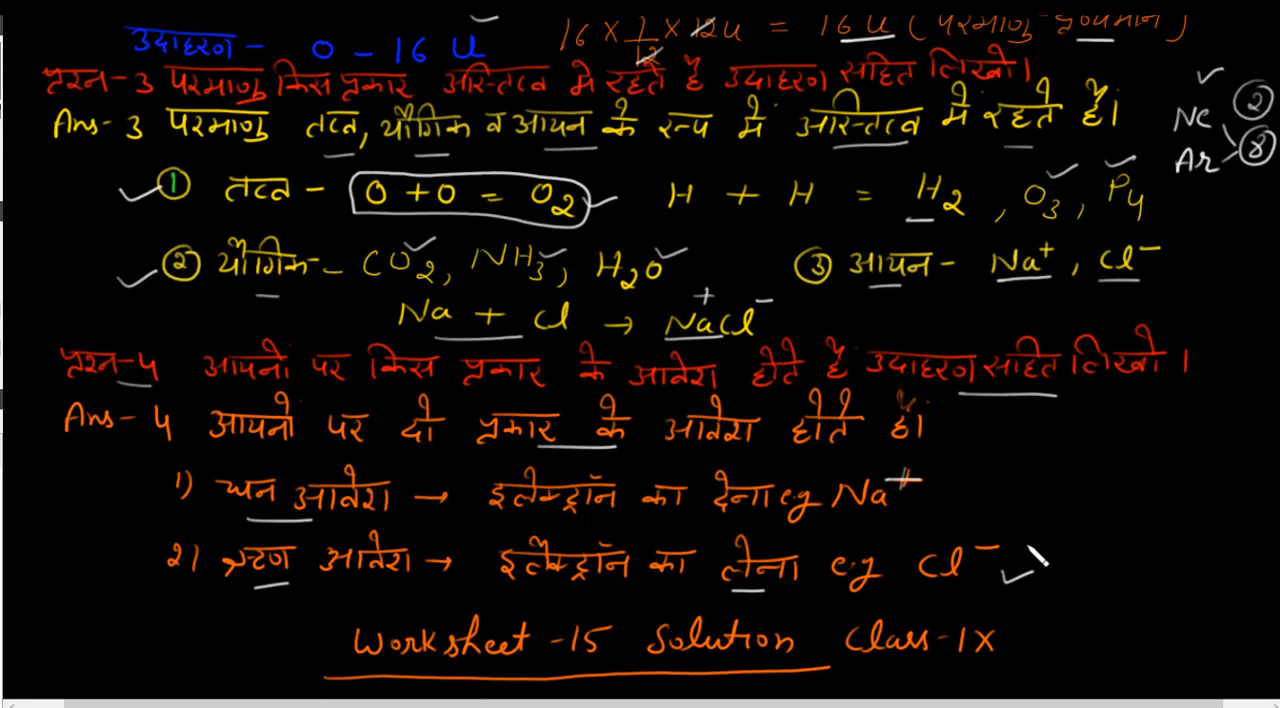 16 × 1/12 × 12u = 16 u (परमाणु-द्रव्यमान)
उदाहरण - O - 16 u
प्रश्न-3 परमाणु किस प्रकार अस्तित्व में रहते है उदाहरण सहित लिखो।
Ans-3 परमाणु तत्व, यौगिक व आयन के रूप में अस्तित्व में रहते हैं।
Ne 2
Ar 8
① तत्व - O + O = O₂ H + H = H₂, O₃, P₄
② यौगिक - CO₂, NH₃, H₂O ③ आयन - Na⁺, Cl⁻
Na + Cl → Na⁺Cl⁻
प्रश्न-4 आयनो पर किस प्रकार के आवेश होते है उदाहरण सहित लिखो।
Ans-4 आयनो पर दो प्रकार के आवेश होते है।
1) धन आवेश → इलेक्ट्रॉन का देना eg Na⁺
2) ऋण आवेश → इलेक्ट्रॉन का लेना e.g Cl⁻
Worksheet-15 Solution Class-IX